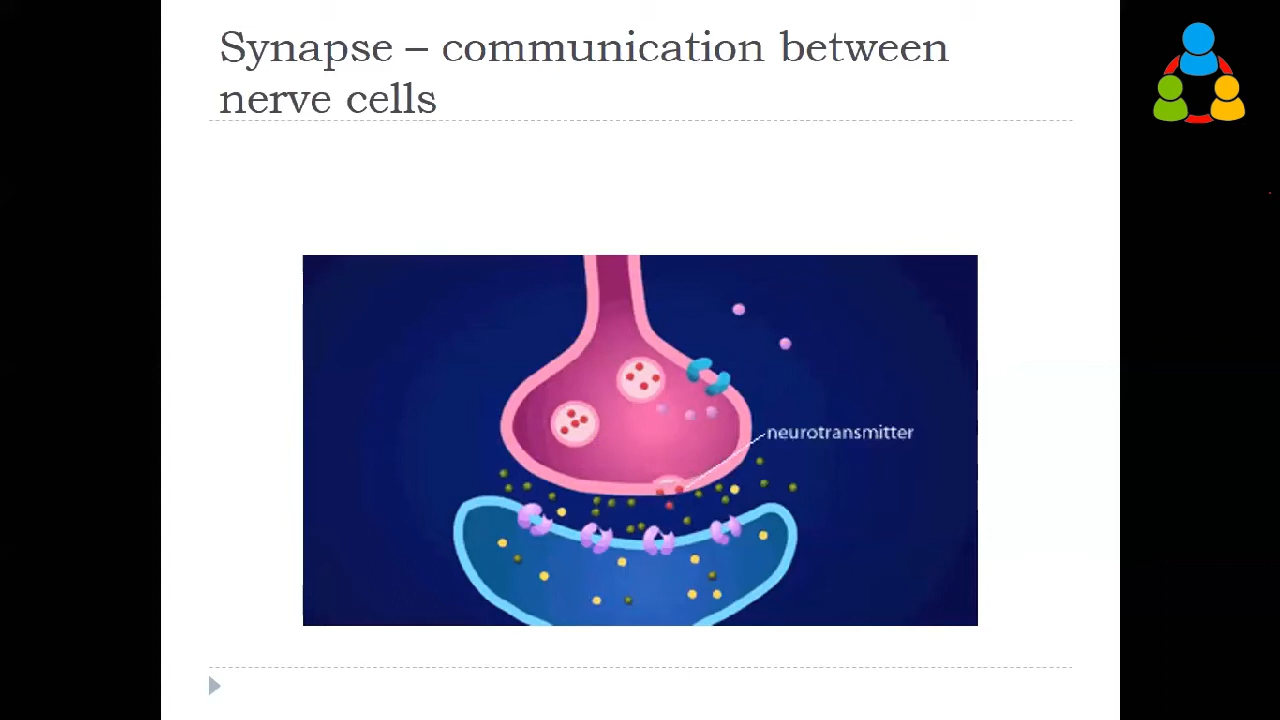 Synapse – communication between
nerve cells
neurotransmitter